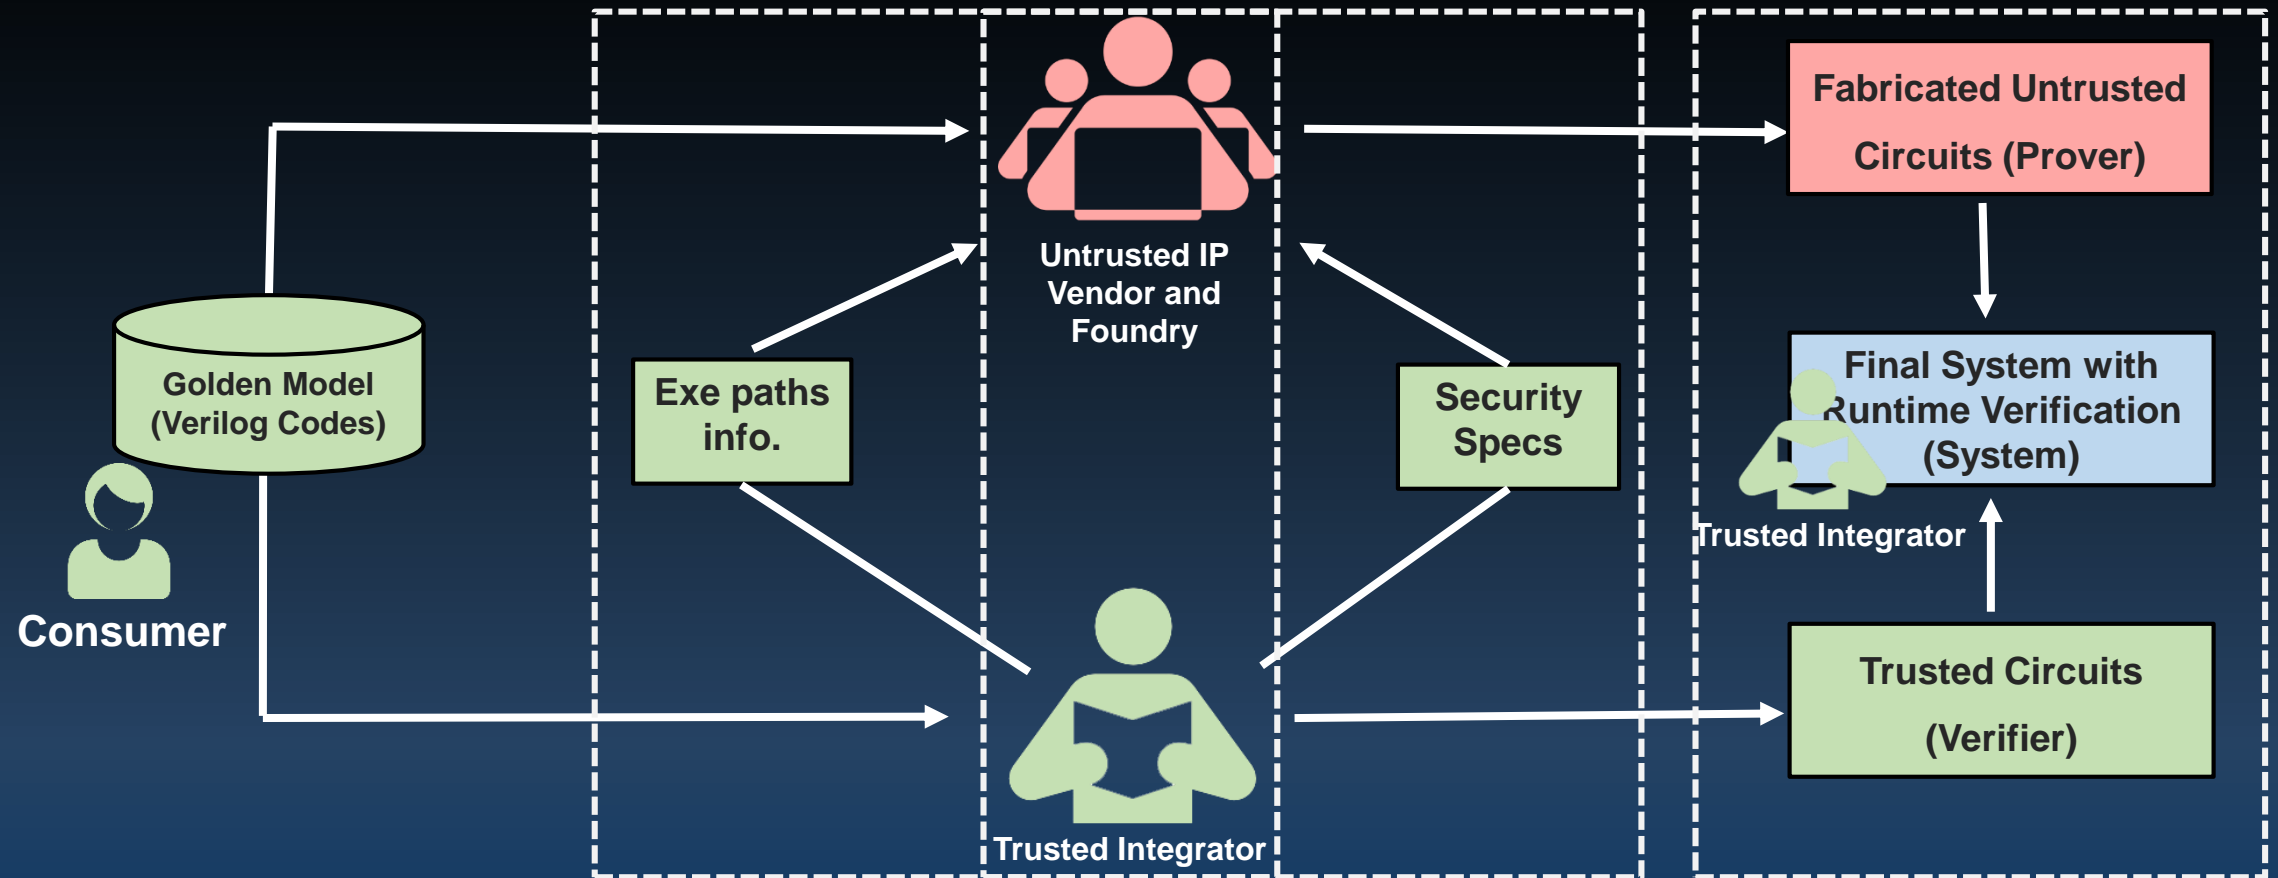 Fabricated Untrusted
Circuits (Prover)
Untrusted IP
Vendor and
Foundry
Golden Model
(Verilog Codes)
Exe paths
info.
Security
Specs
Final System with
Runtime Verification
(System)
Trusted Integrator
Consumer
Trusted Circuits
(Verifier)
Trusted Integrator